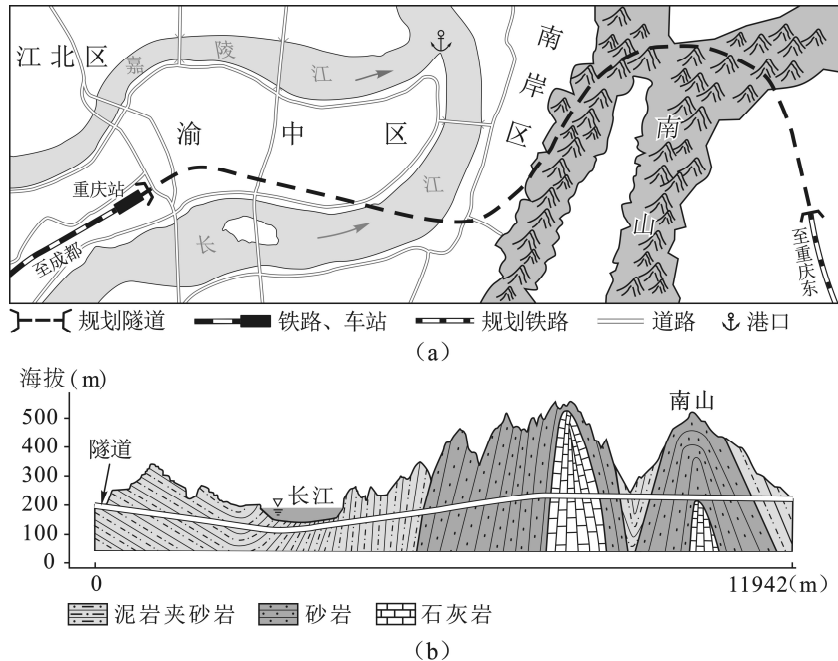 江北区
嘉陵江
渝中区
南岸区
南山
重庆站
至成都
长江
至重庆东
规划隧道 铁路、车站 规划铁路 道路 港口
(a)
海拔(m)
500
400
300
200
100
0
隧道
长江
南山
0 11942(m)
泥岩夹砂岩 砂岩 石灰岩
(b)